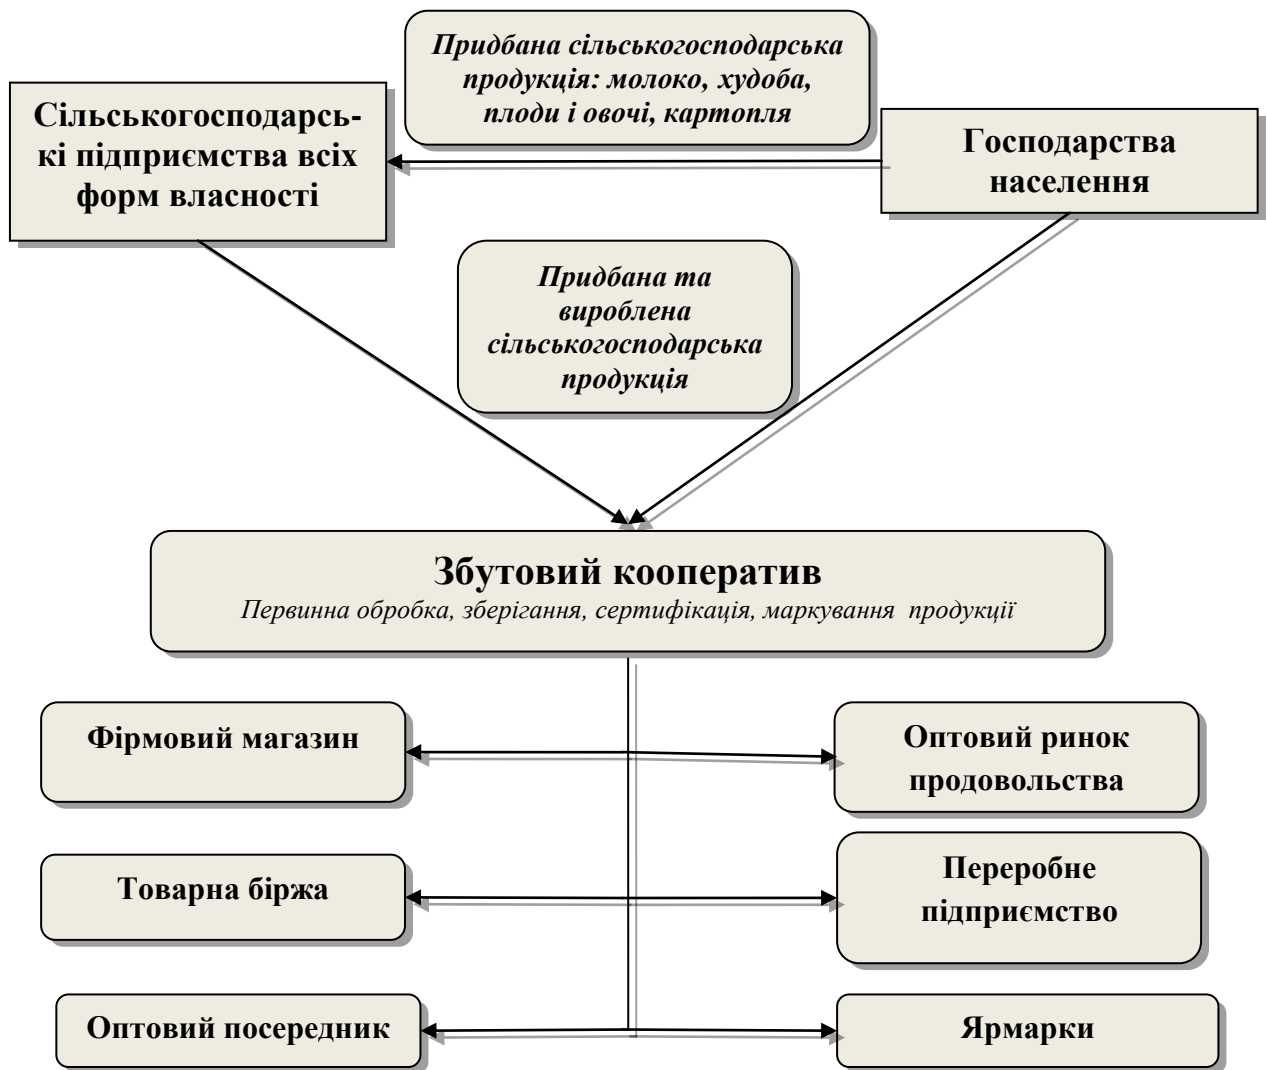 Придбана сільськогосподарська
продукція: молоко, худоба,
плоди і овочі, картопля
Сільськогосподарсь-
кі підприємства всіх
форм власності
Господарства
населення
Придбана та
вироблена
сільськогосподарська
продукція
Збутовий кооператив
Первинна обробка, зберігання, сертифікація, маркування  продукції
Фірмовий магазин
Оптовий ринок
продовольства
Товарна біржа
Переробне
підприємство
Оптовий посередник
Ярмарки